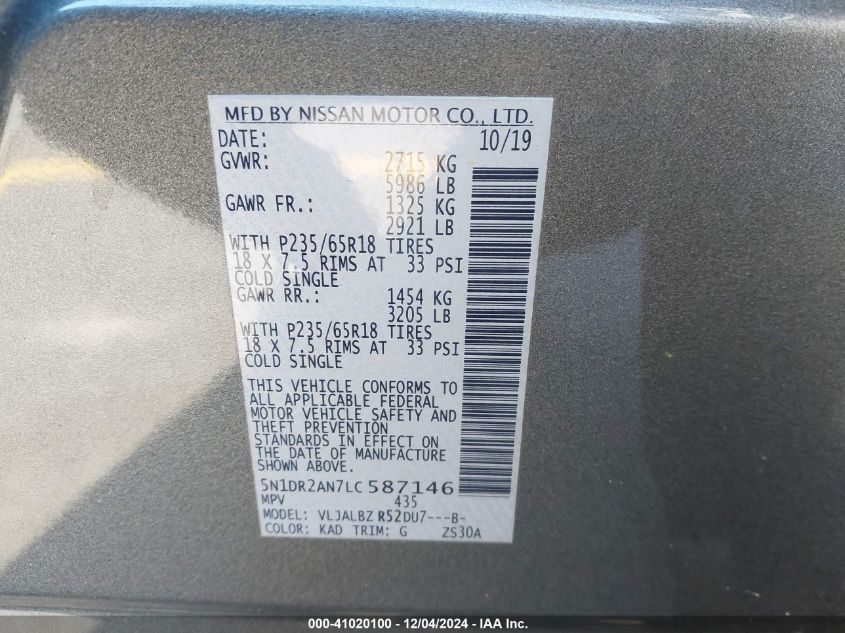 MFD BY NISSAN MOTOR CO., LTD.
DATE: 10/19
GVWR: 2715 KG
5986 LB
GAWR FR.: 1325 KG
2921 LB
WITH P235/65R18 TIRES
18 X 7.5 RIMS AT 33 PSI
COLD SINGLE
GAWR RR.: 1454 KG
3205 LB
WITH P235/65R18 TIRES
18 X 7.5 RIMS AT 33 PSI
COLD SINGLE
THIS VEHICLE CONFORMS TO
ALL APPLICABLE FEDERAL
MOTOR VEHICLE SAFETY AND
THEFT PREVENTION
STANDARDS IN EFFECT ON
THE DATE OF MANUFACTURE
SHOWN ABOVE.
5N1DR2AN7LC587146
MPV 435
MODEL: VLJALBZ R52DU7---B-
COLOR: KAD TRIM: G ZS30A
000-41020100 - 12/04/2024 - IAA Inc.